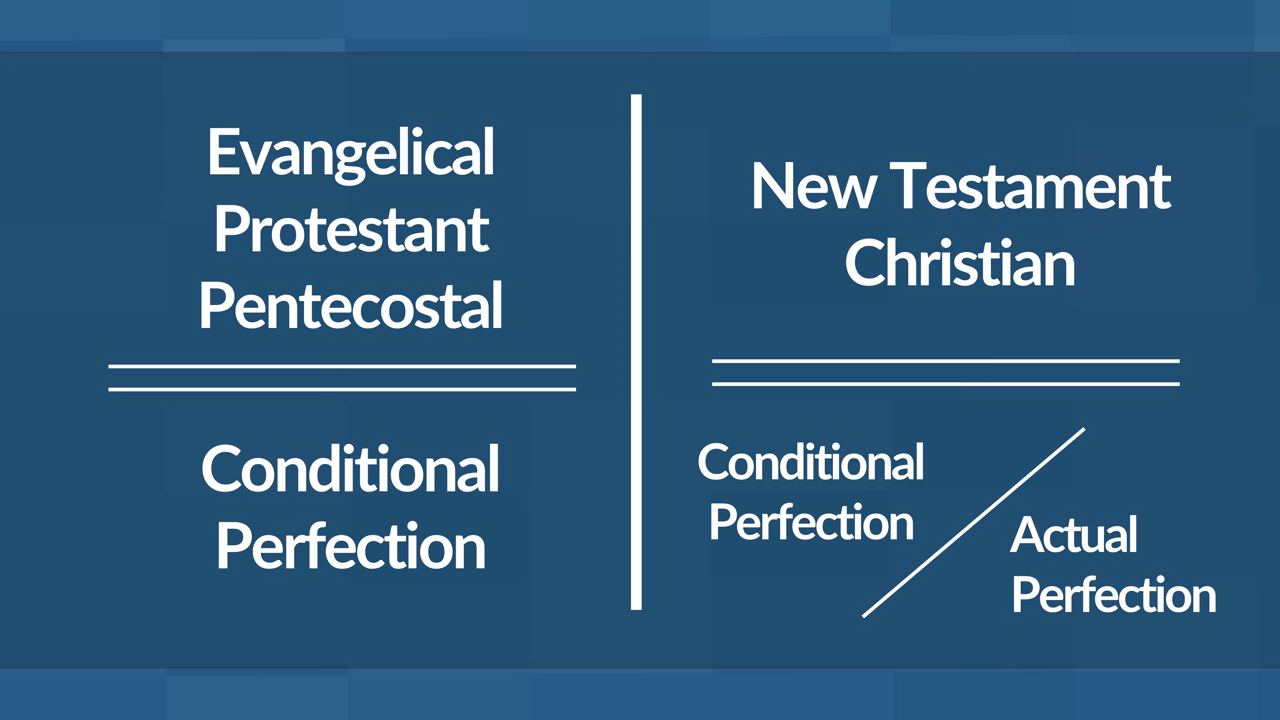 Evangelical
Protestant
Pentecostal
Conditional
Perfection
New Testament
Christian
Conditional
Perfection
Actual
Perfection